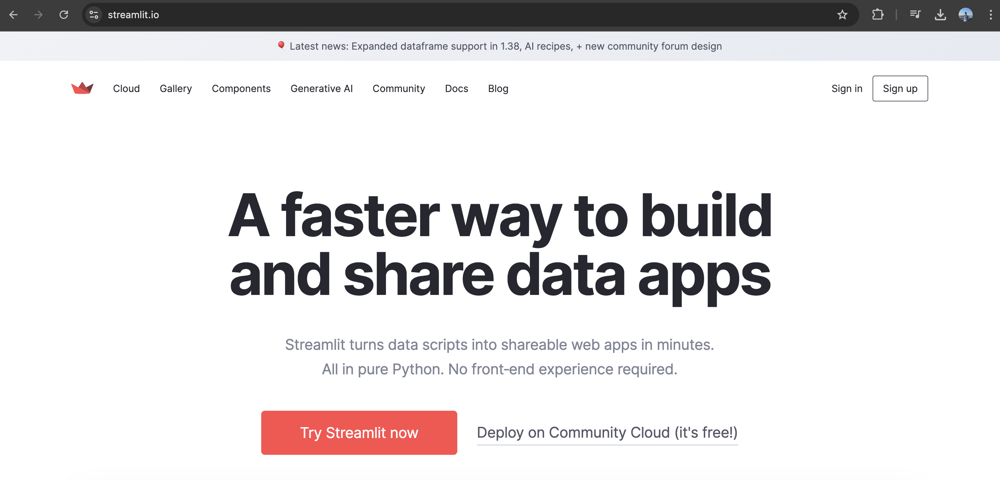 streamlit.io
🎈 Latest news: Expanded dataframe support in 1.38, AI recipes, + new community forum design
Cloud Gallery Components Generative AI Community Docs Blog Sign in Sign up
A faster way to build
and share data apps
Streamlit turns data scripts into shareable web apps in minutes.
All in pure Python. No front-end experience required.
Try Streamlit now Deploy on Community Cloud (it's free!)